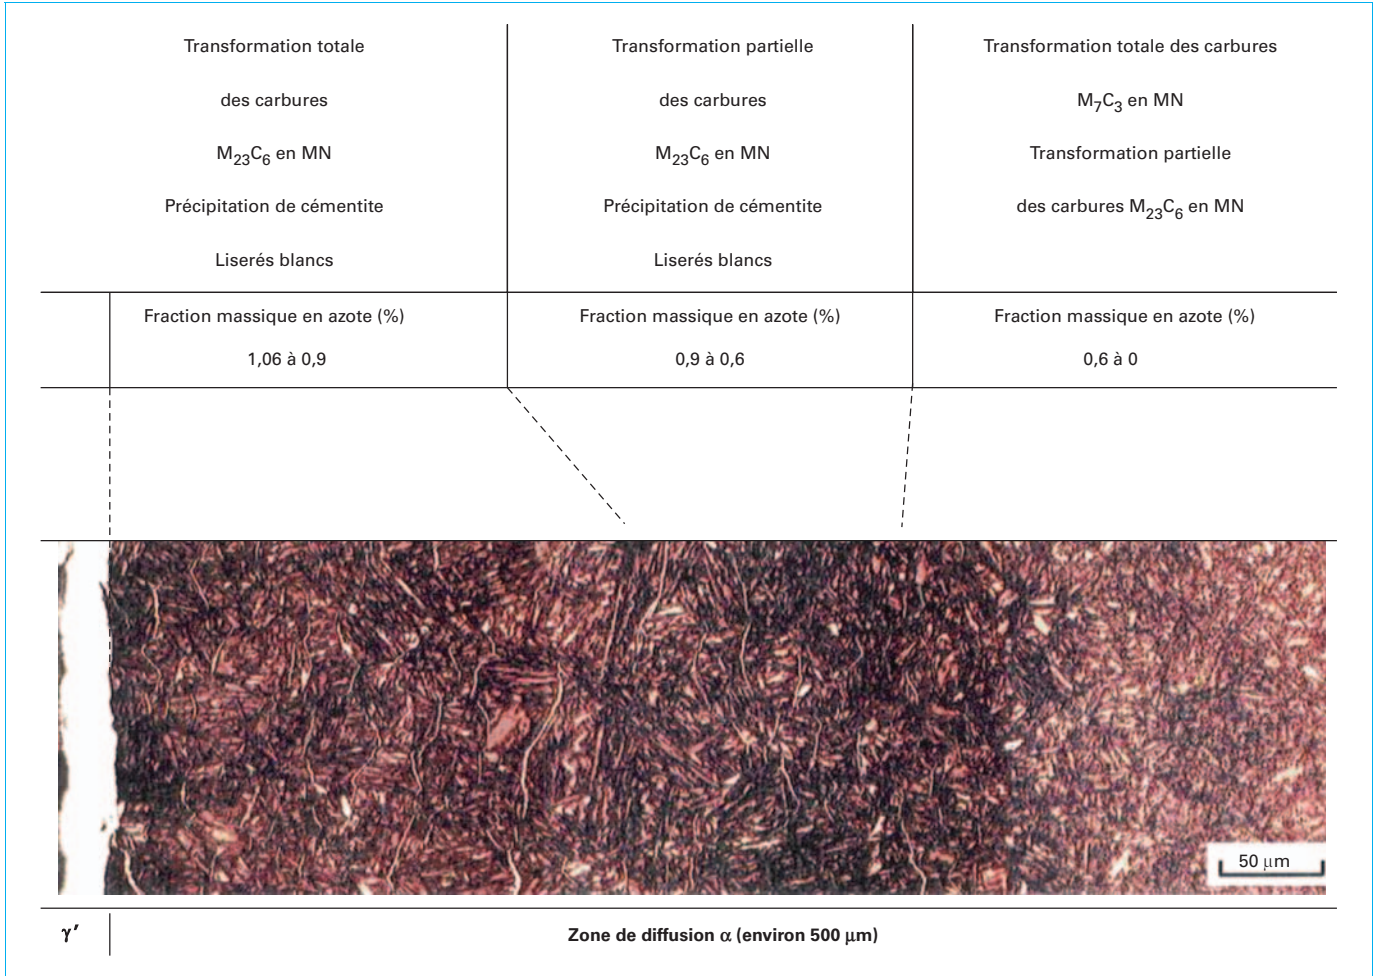 Transformation totale
des carbures
M23C6 en MN
Précipitation de cémentite
Liserés blancs
Transformation partielle
des carbures
M23C6 en MN
Précipitation de cémentite
Liserés blancs
Transformation totale des carbures
M7C3 en MN
Transformation partielle
des carbures M23C6 en MN
Fraction massique en azote (%)
1,06 à 0,9
Fraction massique en azote (%)
0,9 à 0,6
Fraction massique en azote (%)
0,6 à 0
50 μm
γ′
Zone de diffusion α (environ 500 μm)